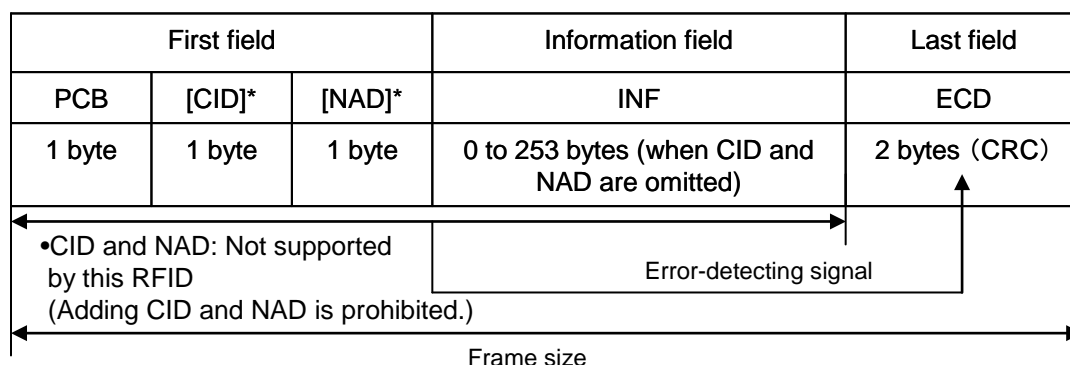 First field
Information field
Last field
PCB
[CID]*
[NAD]*
INF
ECD
1 byte
1 byte
1 byte
0 to 253 bytes (when CID and
NAD are omitted)
2 bytes（CRC）
•CID and NAD: Not supported
by this RFID
(Adding CID and NAD is prohibited.)
Error-detecting signal
Frame size